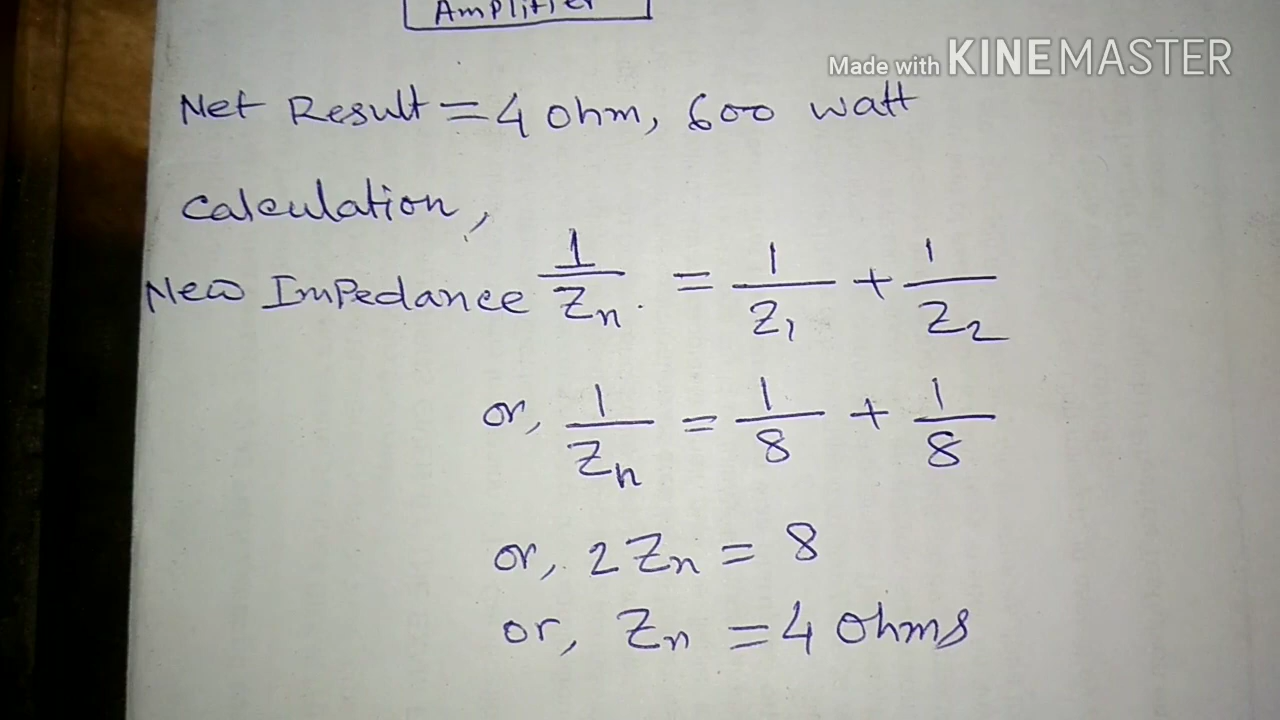 Amplifier
Made with KINEMASTER
Net Result = 4 ohm, 600 watt
calculation,
New Impedance 1/Zn = 1/Z1 + 1/Z2
or, 1/Zn = 1/8 + 1/8
or, 2Zn = 8
or, Zn = 4 ohms